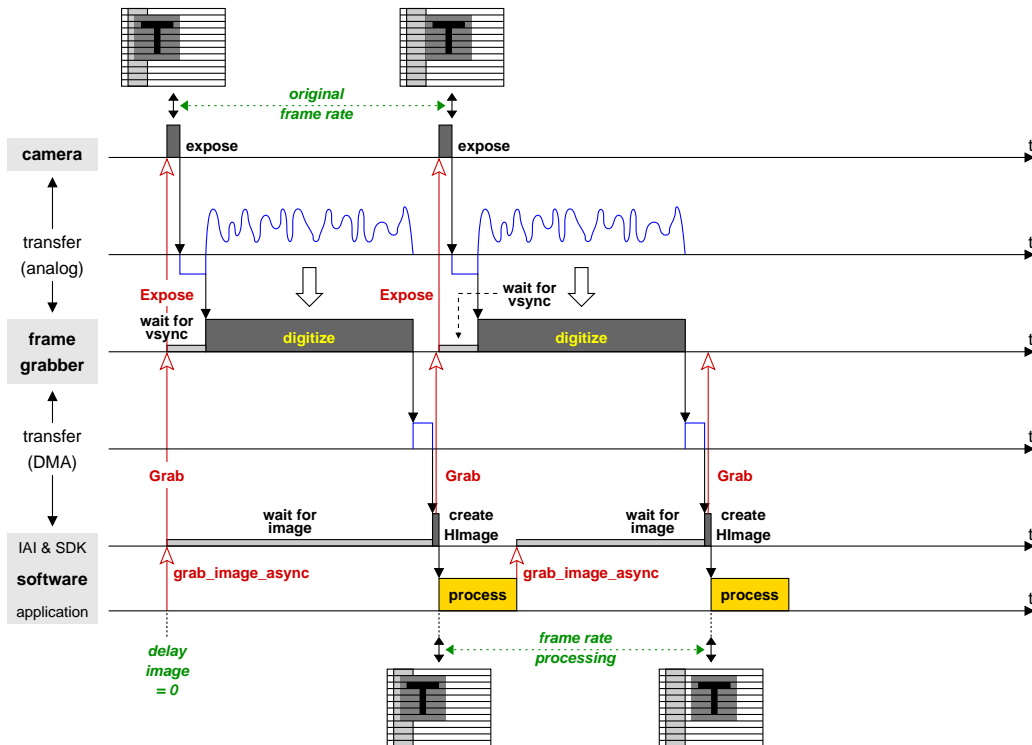 original
frame rate
expose
expose
camera
t
transfer
(analog)
t
Expose
Expose
wait for
vsync
wait for
vsync
frame
grabber
digitize
digitize
t
transfer
(DMA)
t
Grab
Grab
Grab
wait for
image
create
HImage
wait for
image
create
HImage
IAI & SDK
t
software
grab_image_async
grab_image_async
process
process
application
t
delay
image
= 0
frame rate
processing